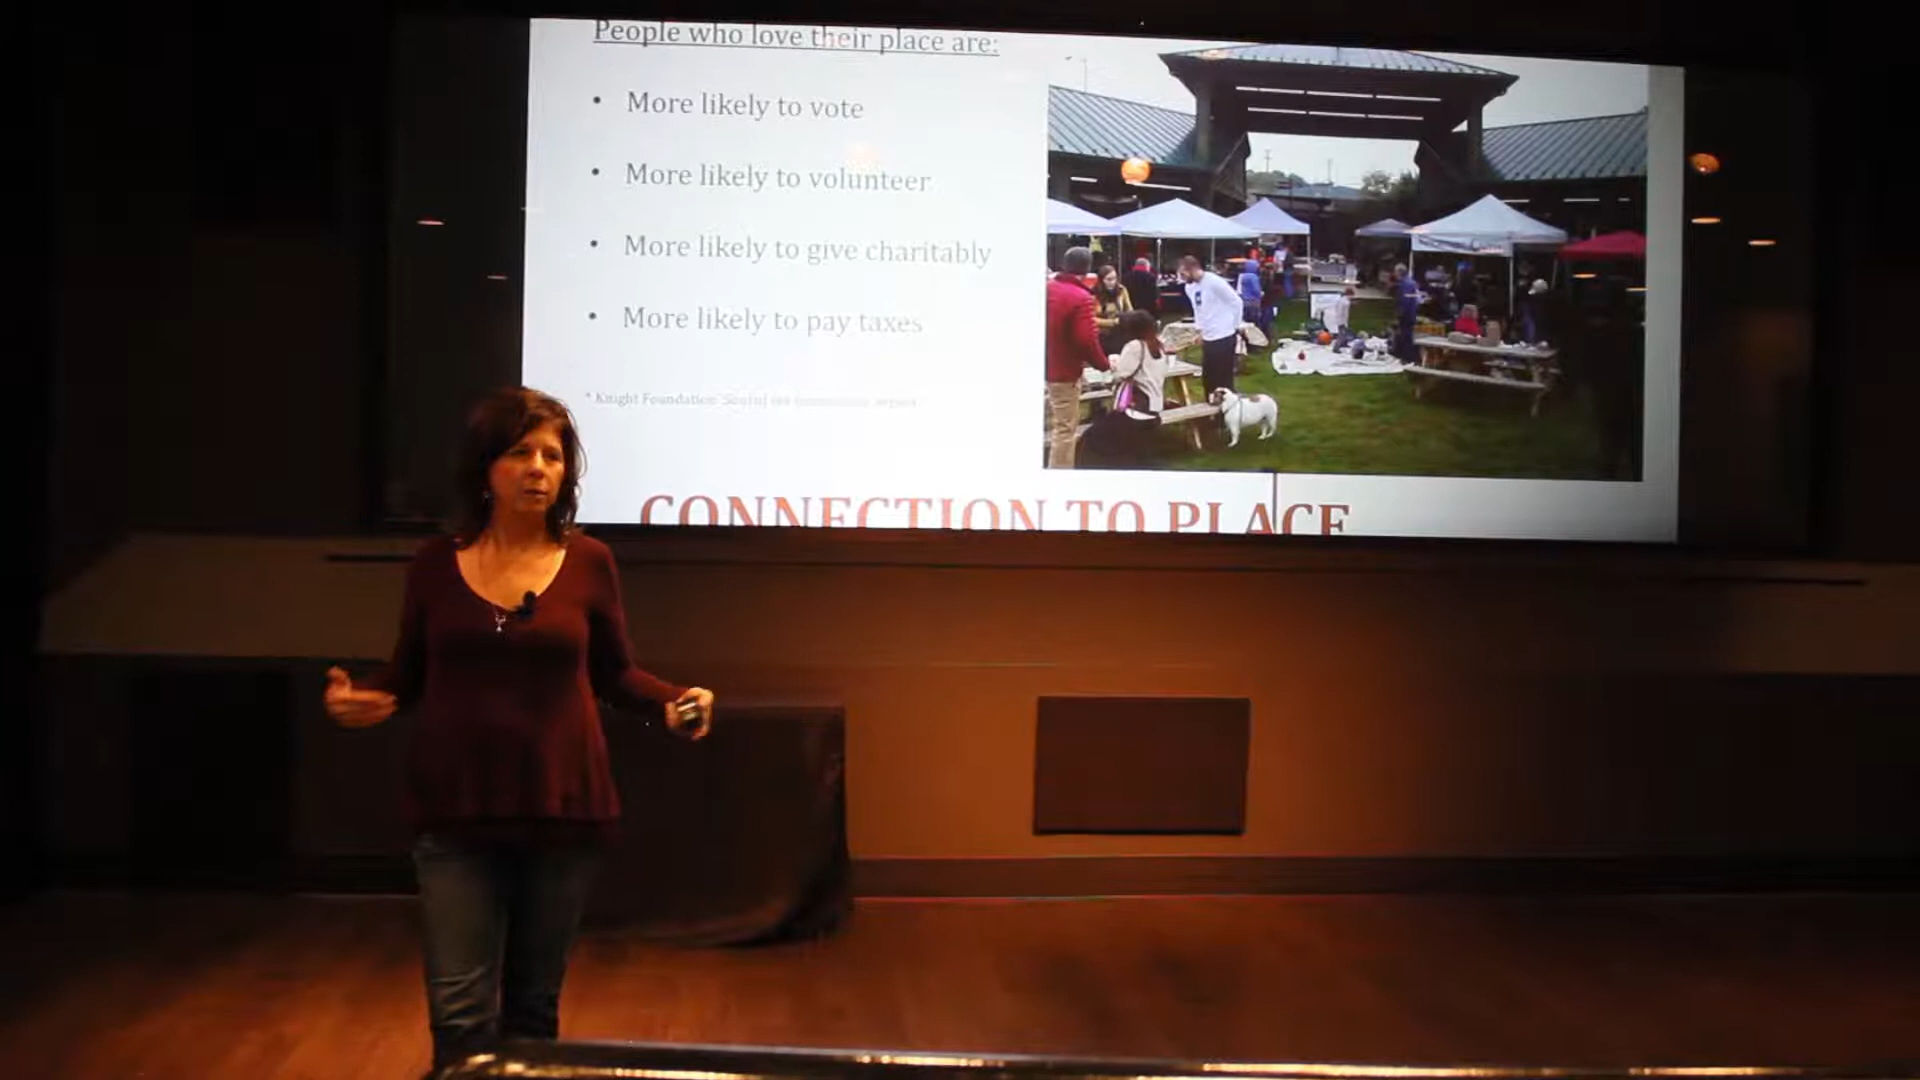 People who love their place are:
• More likely to vote
• More likely to volunteer
• More likely to give charitably
• More likely to pay taxes
* Knight Foundation
CONNECTION TO PLACE